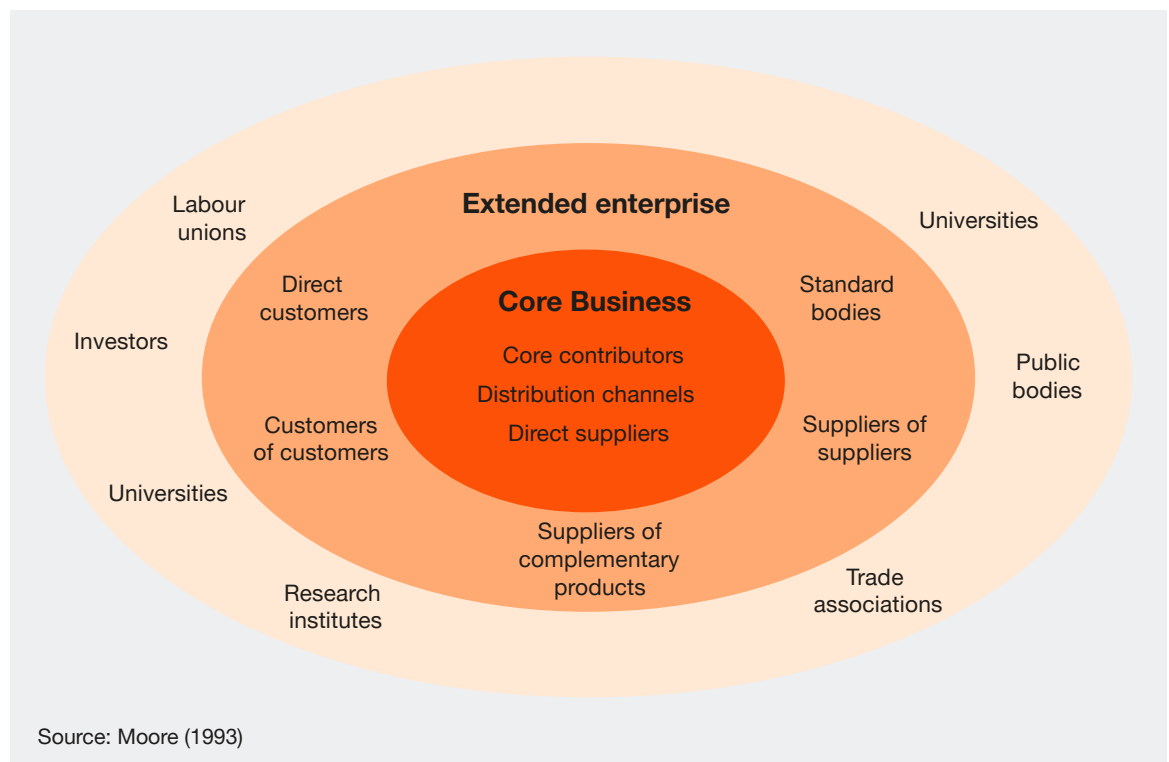 Extended enterprise
Core Business
Core contributors
Distribution channels
Direct suppliers
Labour
unions
Investors
Universities
Research
institutes
Direct
customers
Customers
of customers
Suppliers of
complementary
products
Standard
bodies
Suppliers of
suppliers
Universities
Public
bodies
Trade
associations
Source: Moore (1993)